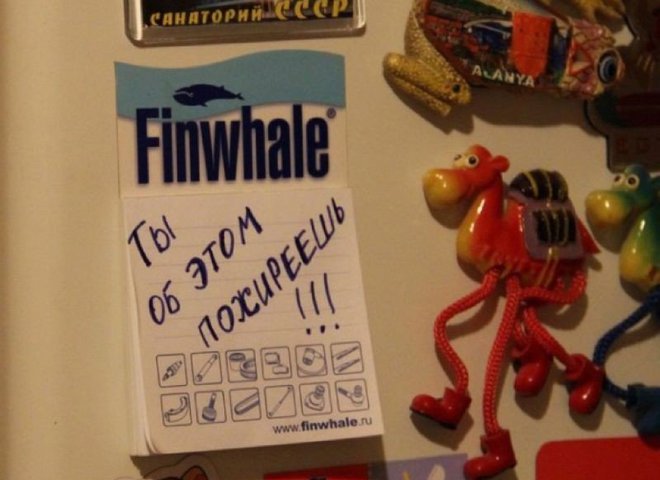 САНАТОРИЙ СССР
ALANYA
Finwhale®
Ты
об этом
пожиреешь
!!!
www.finwhale.ru